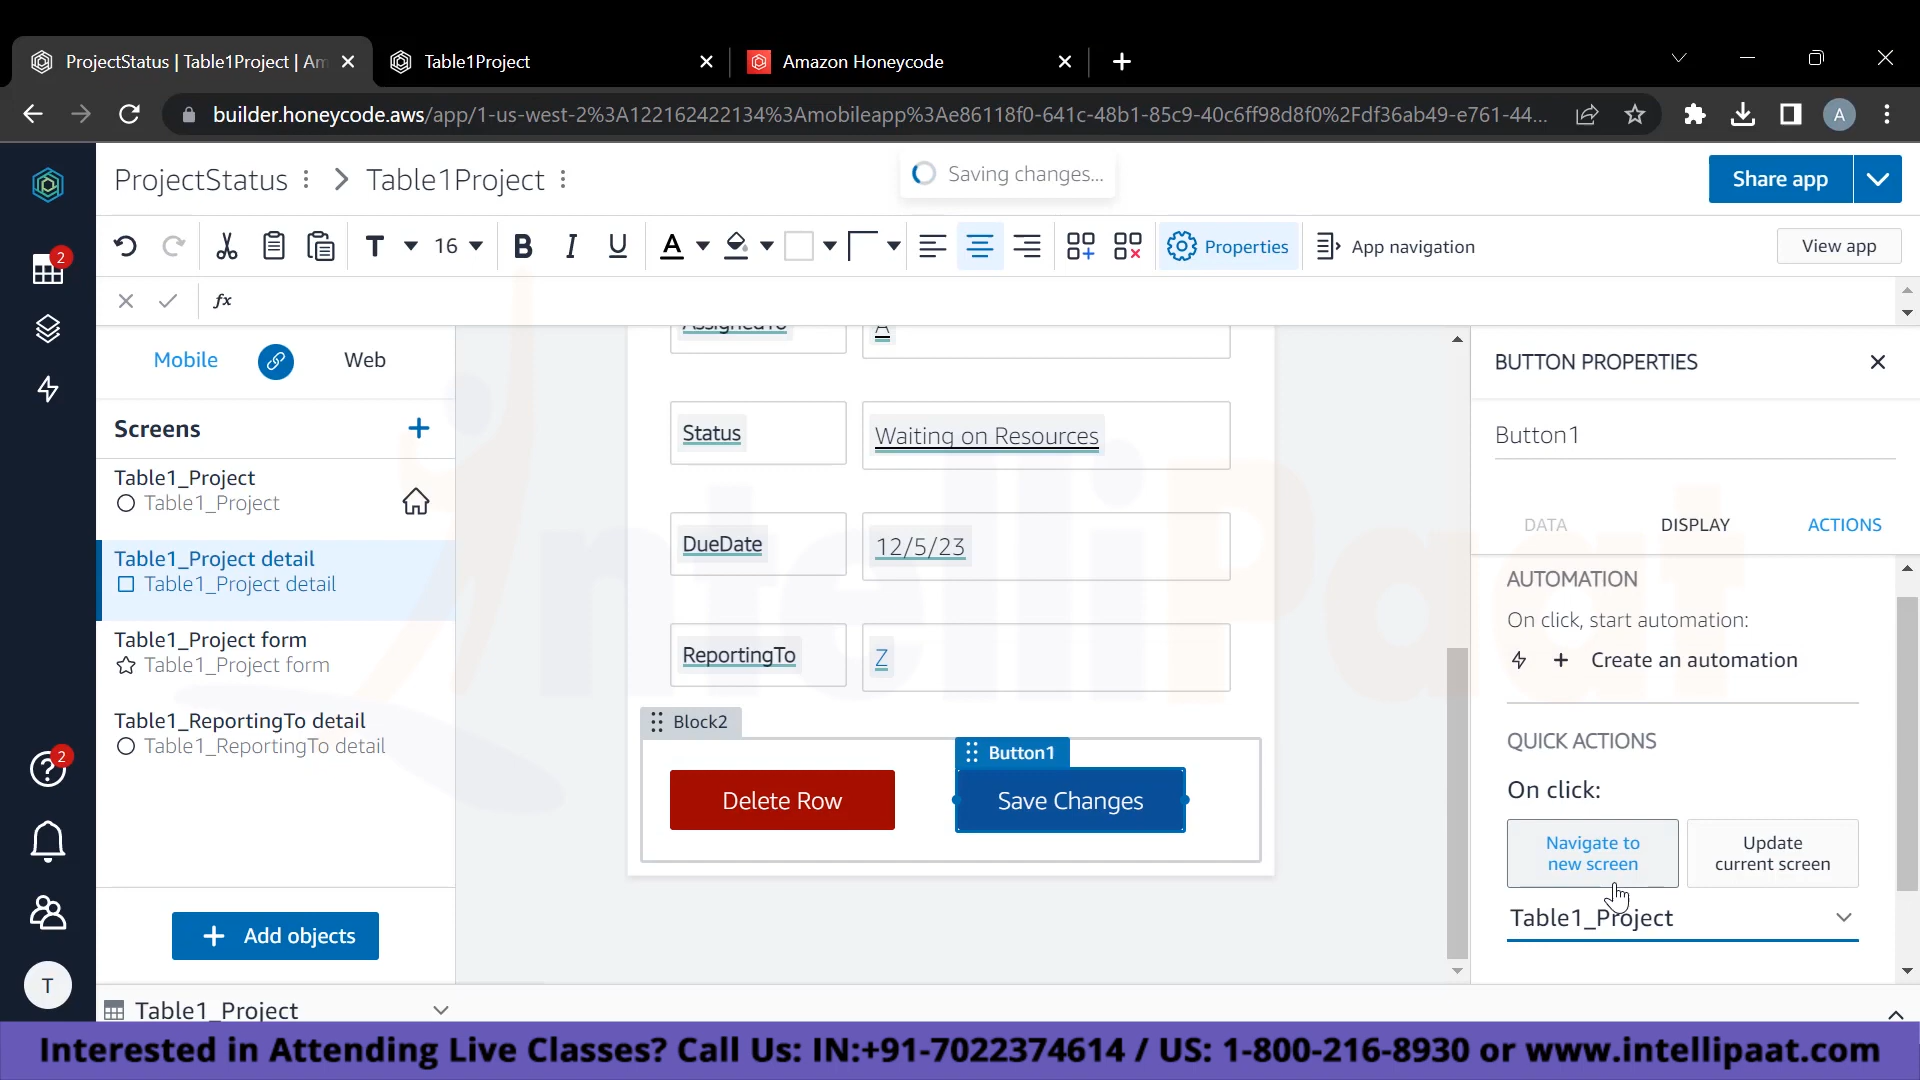 ProjectStatus | Table1Project | Am
Table1Project
Amazon Honeycode
builder.honeycode.aws/app/1-us-west-2%3A122162422134%3Amobileapp%3Ae86118f0-641c-48b1-85c9-40c6ff98d8f0%2Fdf36ab49-e761-44...
A
ProjectStatus > Table1Project
Saving changes...
Share app
2
T
16
B
I
U
A
Properties
App navigation
View app
fx
Mobile
Web
Screens
Table1_Project
Table1_Project
Table1_Project detail
Table1_Project detail
Table1_Project form
Table1_Project form
Table1_ReportingTo detail
Table1_ReportingTo detail
2
T
Add objects
Table1_Project
AssignedTo
A
Status
Waiting on Resources
DueDate
12/5/23
ReportingTo
Z
Block2
Button1
Delete Row
Save Changes
BUTTON PROPERTIES
Button1
DATA
DISPLAY
ACTIONS
AUTOMATION
On click, start automation:
+ Create an automation
QUICK ACTIONS
On click:
Navigate to
new screen
Update
current screen
Table1_Project
intelliPaat
Interested in Attending Live Classes? Call Us: IN:+91-7022374614 / US: 1-800-216-8930 or www.intellipaat.com